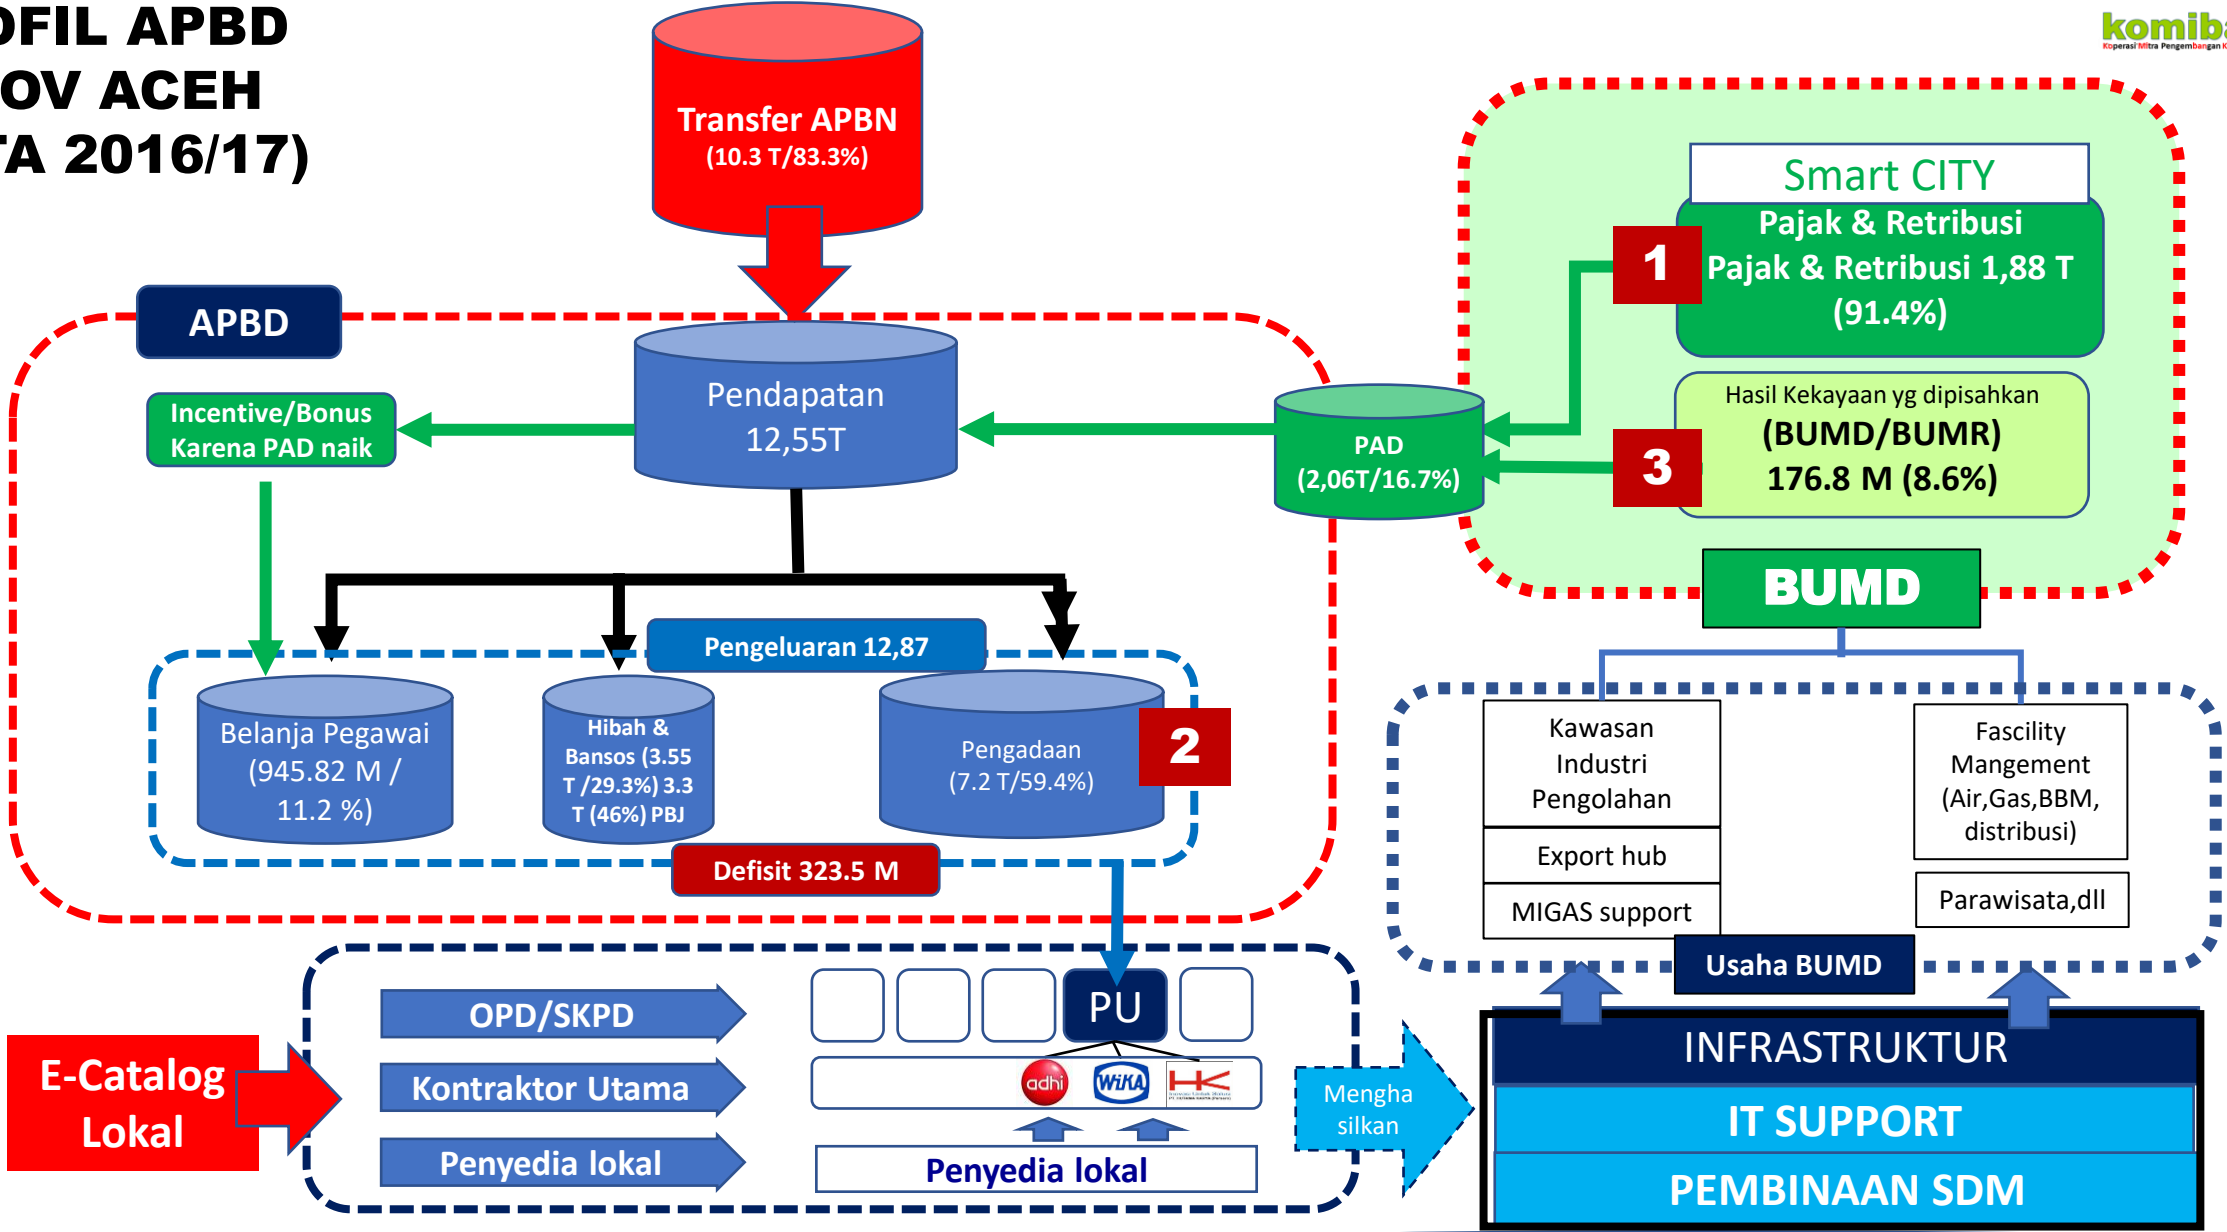 OFIL APBD
OV ACEH
TA 2016/17)
komiba
Koperasi Mitra Pengembangan K
Transfer APBN
(10.3 T/83.3%)
Smart CITY
Pajak & Retribusi
Pajak & Retribusi 1,88 T
(91.4%)
1
APBD
Pendapatan
12,55T
Incentive/Bonus
Karena PAD naik
PAD
(2,06T/16.7%)
Hasil Kekayaan yg dipisahkan
(BUMD/BUMR)
176.8 M (8.6%)
3
BUMD
Pengeluaran 12,87
Belanja Pegawai
(945.82 M /
11.2 %)
Hibah &
Bansos (3.55
T /29.3%) 3.3
T (46%) PBJ
Pengadaan
(7.2 T/59.4%)
2
Defisit 323.5 M
Kawasan
Industri
Pengolahan
Export hub
MIGAS support
Fascility
Mangement
(Air,Gas,BBM,
distribusi)
Parawisata,dll
Usaha BUMD
E-Catalog
Lokal
OPD/SKPD
Kontraktor Utama
Penyedia lokal
PU
adhi
WIKA
HK
Penyedia lokal
Mengha
silkan
INFRASTRUKTUR
IT SUPPORT
PEMBINAAN SDM